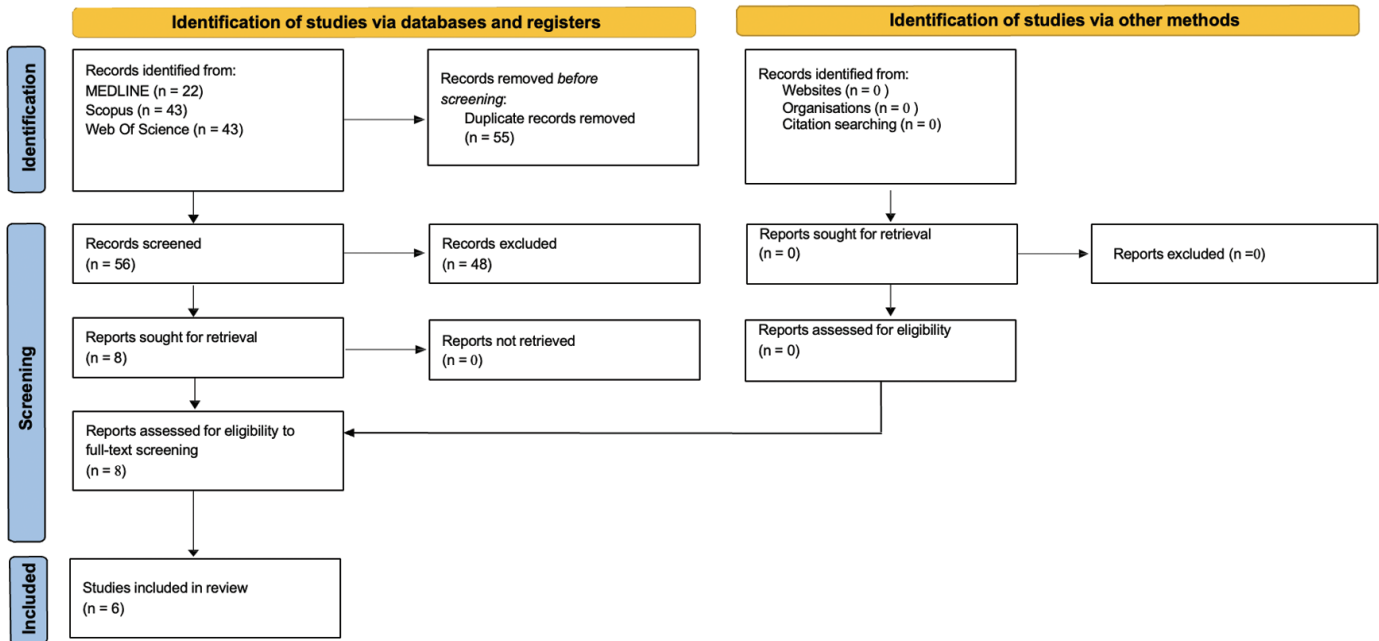 Identification of studies via databases and registers
Identification of studies via other methods
Identification
Records identified from:
MEDLINE (n = 22)
Scopus (n = 43)
Web Of Science (n = 43)
Records removed before
screening:
Duplicate records removed
(n = 55)
Records identified from:
Websites (n = 0 )
Organisations (n = 0 )
Citation searching (n = 0)
Screening
Records screened
(n = 56)
Records excluded
(n = 48)
Reports sought for retrieval
(n = 0)
Reports excluded (n =0)
Reports sought for retrieval
(n = 8)
Reports not retrieved
(n = 0)
Reports assessed for eligibility
(n = 0)
Reports assessed for eligibility to
full-text screening
(n = 8)
Included
Studies included in review
(n = 6)